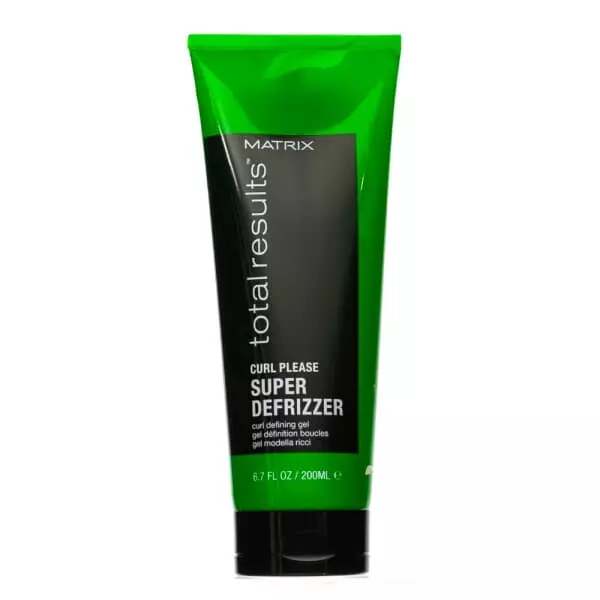 MATRIX
total results™
CURL PLEASE
SUPER
DEFRIZZER
curl defining gel
gel définition boucles
gel modella ricci
6.7 FL OZ / 200ML ℮